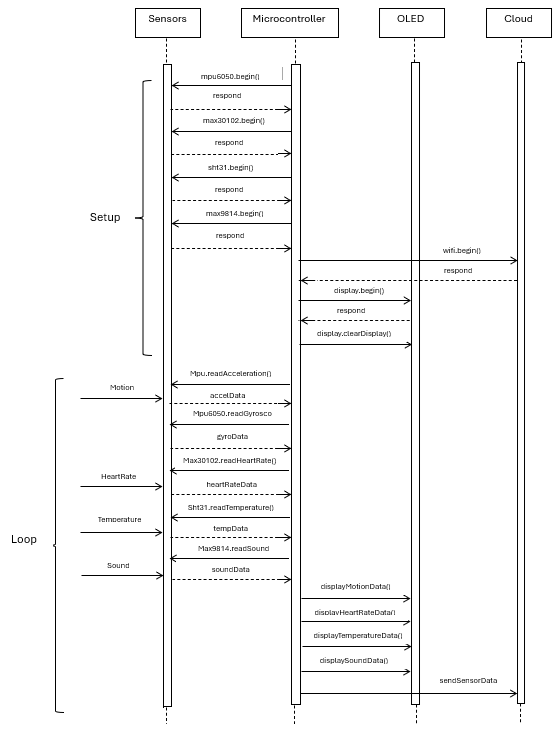 Sensors
Microcontroller
OLED
Cloud
mpu6050.begin()
respond
max30102.begin()
respond
sht31.begin()
respond
max9814.begin()
respond
Setup
wifi.begin()
respond
display.begin()
respond
display.clearDisplay()
Mpu.readAcceleration()
Motion
accelData
Mpu6050.readGyrosco
gyroData
Max30102.readHeartRate()
HeartRate
heartRateData
Sht31.readTemperature()
Temperature
tempData
Loop
Max9814.readSound
Sound
soundData
displayMotionData()
displayHeartRateData()
displayTemperatureData()
displaySoundData()
sendSensorData